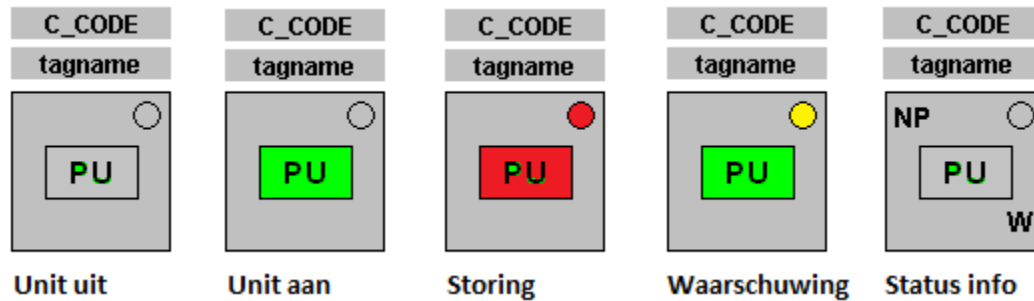 C_CODE C_CODE C_CODE C_CODE C_CODE
tagname tagname tagname tagname tagname
NP
PU PU PU PU PU
W
Unit uit Unit aan Storing Waarschuwing Status info